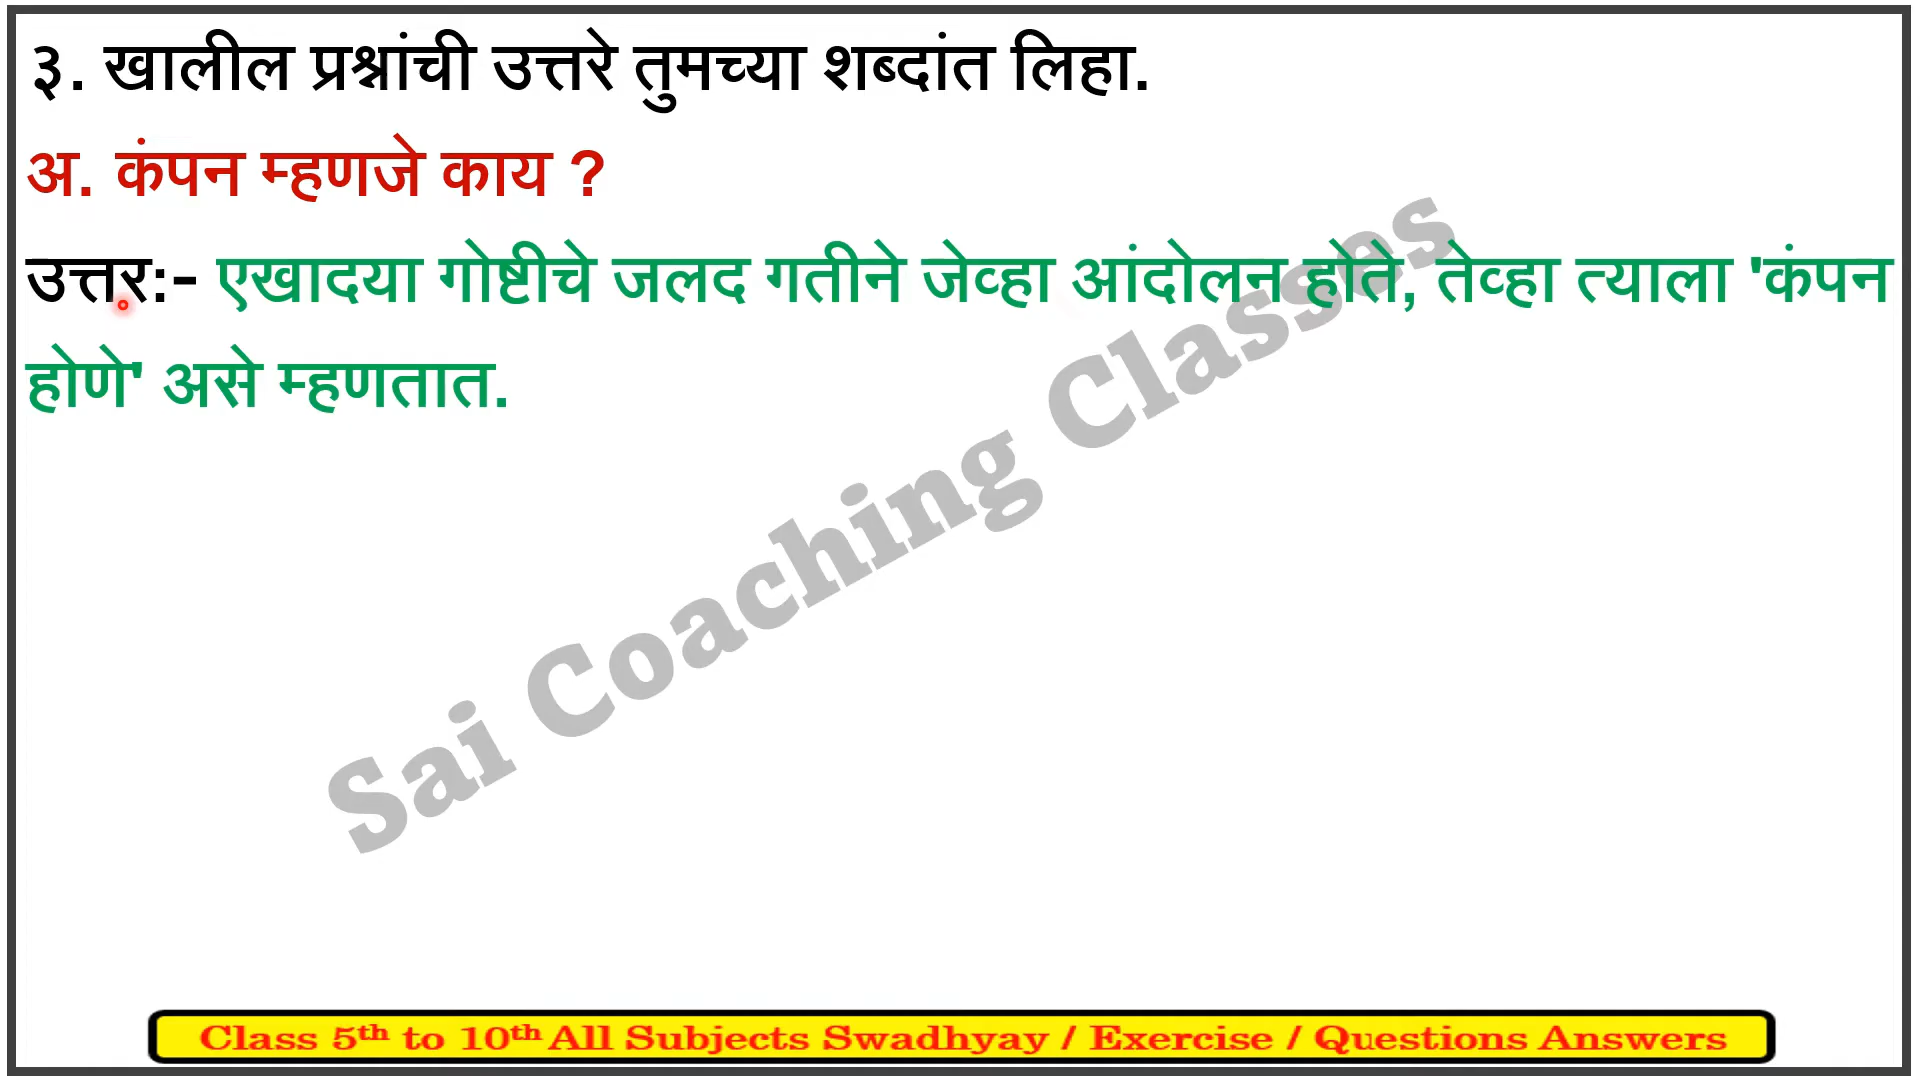 ३. खालील प्रश्नांची उत्तरे तुमच्या शब्दांत लिहा.
अ. कंपन म्हणजे काय ?
उत्तर:- एखादया गोष्टीचे जलद गतीने जेव्हा आंदोलन होते, तेव्हा त्याला 'कंपन
होणे' असे म्हणतात.
Sai Coaching Classes
Class 5th to 10th All Subjects Swadhyay / Exercise / Questions Answers